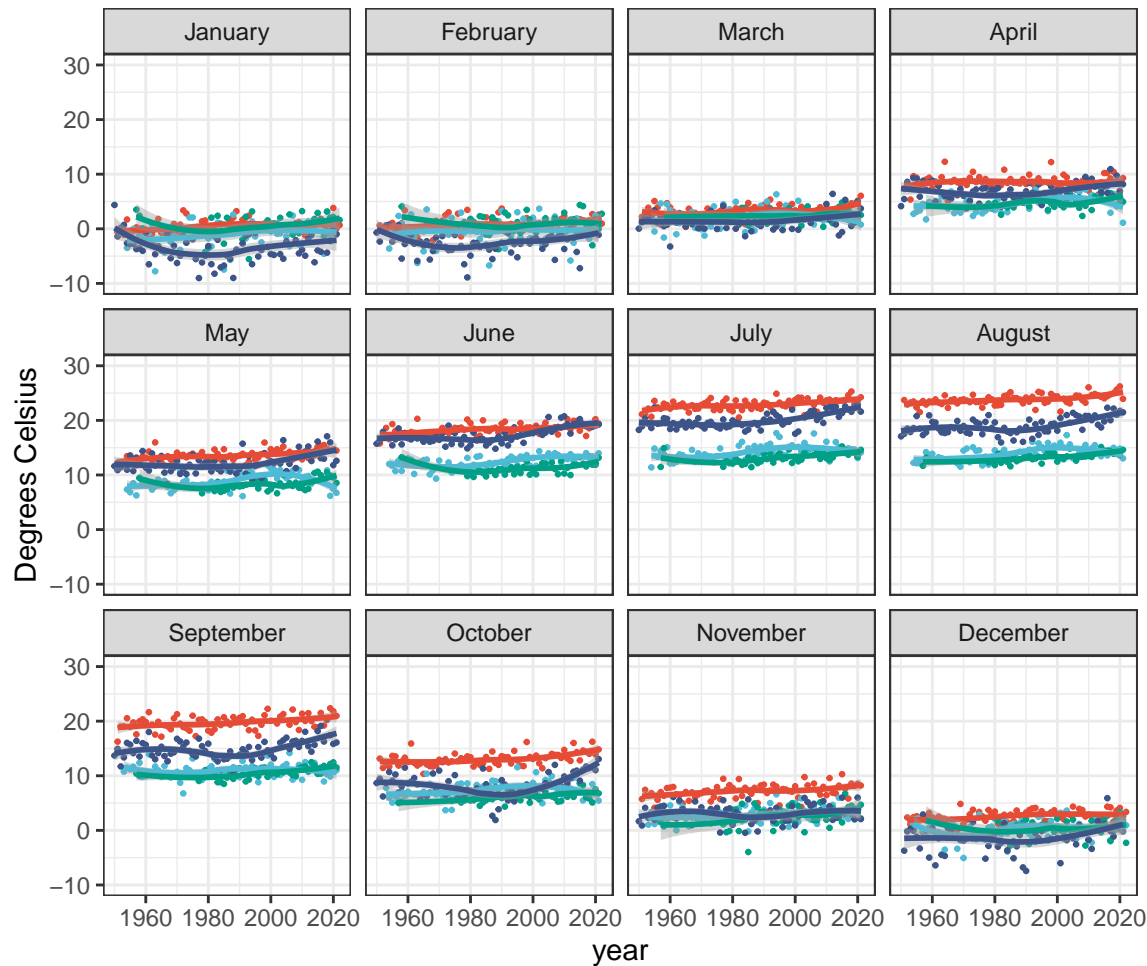 January February March April
30
20
10
0
−10
May June July August
30
20
10
0
−10
Degrees Celsius
September October November December
30
20
10
0
−10
1960 1980 2000 2020 1960 1980 2000 2020 1960 1980 2000 2020 1960 1980 2000 2020
year